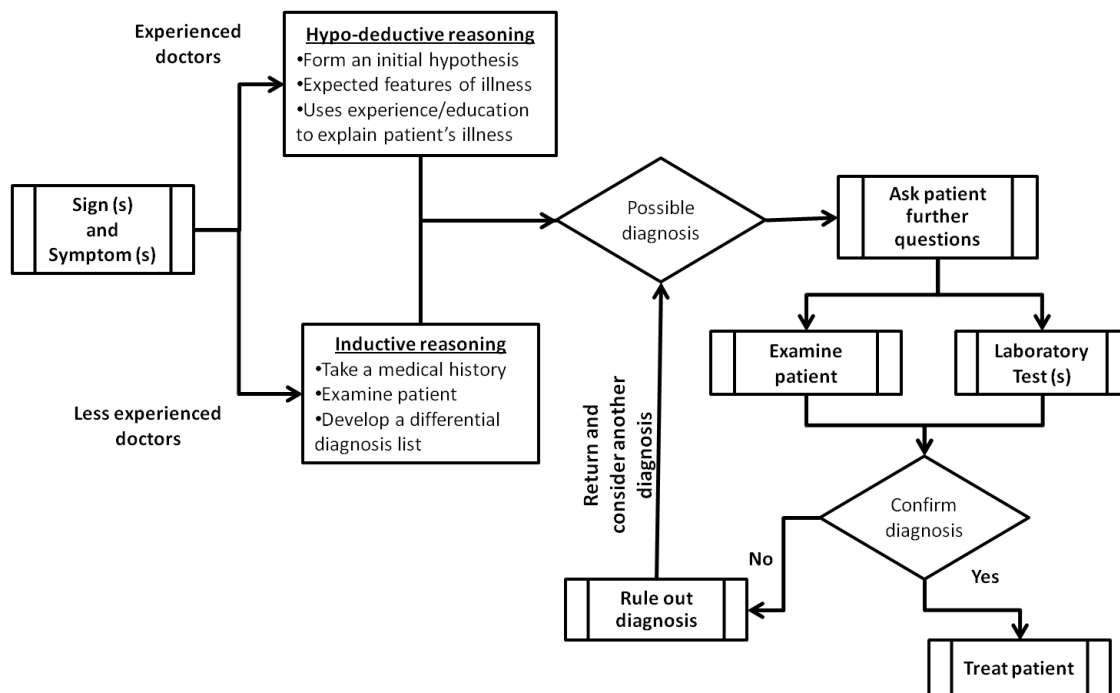 Experienced
doctors
Hypo-deductive reasoning
•Form an initial hypothesis
•Expected features of illness
•Uses experience/education
to explain patient's illness
Sign (s)
and
Symptom (s)
Less experienced
doctors
Inductive reasoning
•Take a medical history
•Examine patient
•Develop a differential
diagnosis list
Possible
diagnosis
Ask patient
further
questions
Examine
patient
Laboratory
Test (s)
Confirm
diagnosis
No
Yes
Rule out
diagnosis
Return and
consider another
diagnosis
Treat patient